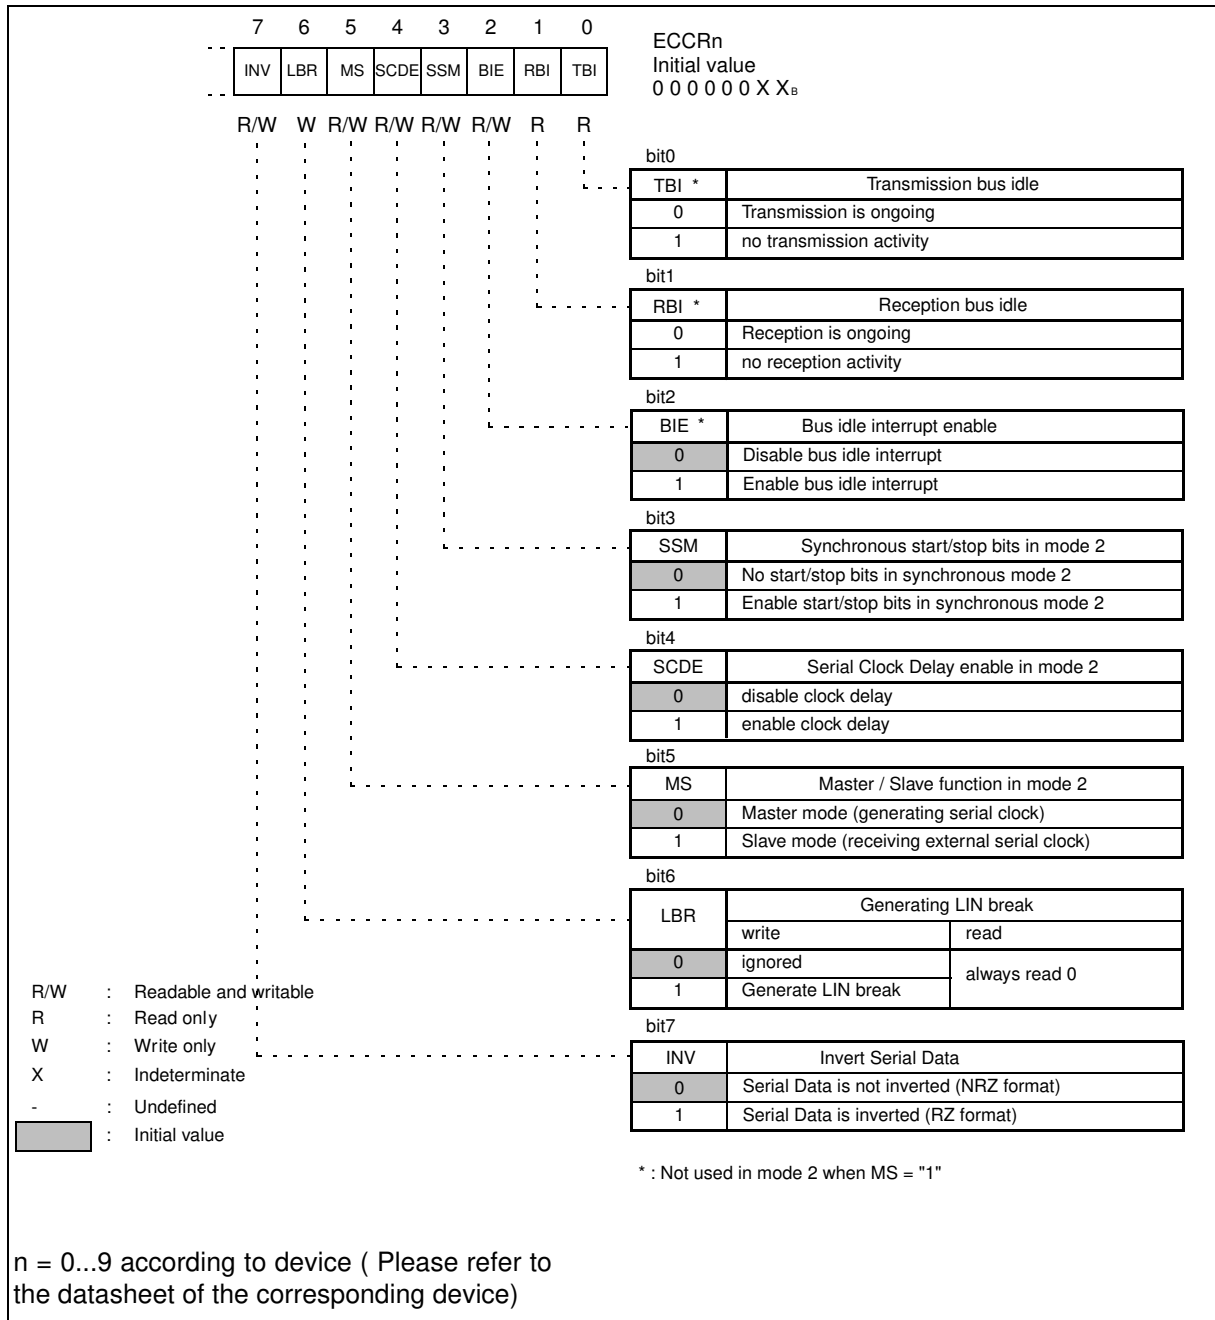 7 6 5 4 3 2 1 0
INV LBR MS SCDE SSM BIE RBI TBI
R/W W R/W R/W R/W R/W R R
ECCRn
Initial value
0 0 0 0 0 0 X XB
bit0
TBI * Transmission bus idle
0 Transmission is ongoing
1 no transmission activity
bit1
RBI * Reception bus idle
0 Reception is ongoing
1 no reception activity
bit2
BIE * Bus idle interrupt enable
0 Disable bus idle interrupt
1 Enable bus idle interrupt
bit3
SSM Synchronous start/stop bits in mode 2
0 No start/stop bits in synchronous mode 2
1 Enable start/stop bits in synchronous mode 2
bit4
SCDE Serial Clock Delay enable in mode 2
0 disable clock delay
1 enable clock delay
bit5
MS Master / Slave function in mode 2
0 Master mode (generating serial clock)
1 Slave mode (receiving external serial clock)
bit6
LBR Generating LIN break
write read
0 ignored always read 0
1 Generate LIN break
bit7
INV Invert Serial Data
0 Serial Data is not inverted (NRZ format)
1 Serial Data is inverted (RZ format)
* : Not used in mode 2 when MS = "1"
R/W : Readable and writable
R : Read only
W : Write only
X : Indeterminate
- : Undefined
: Initial value
n = 0...9 according to device ( Please refer to
the datasheet of the corresponding device)